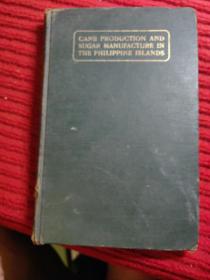 CANE PRODUCTION AND
SUGAR MANUFACTURE IN
THE PHILIPPINE ISLANDS